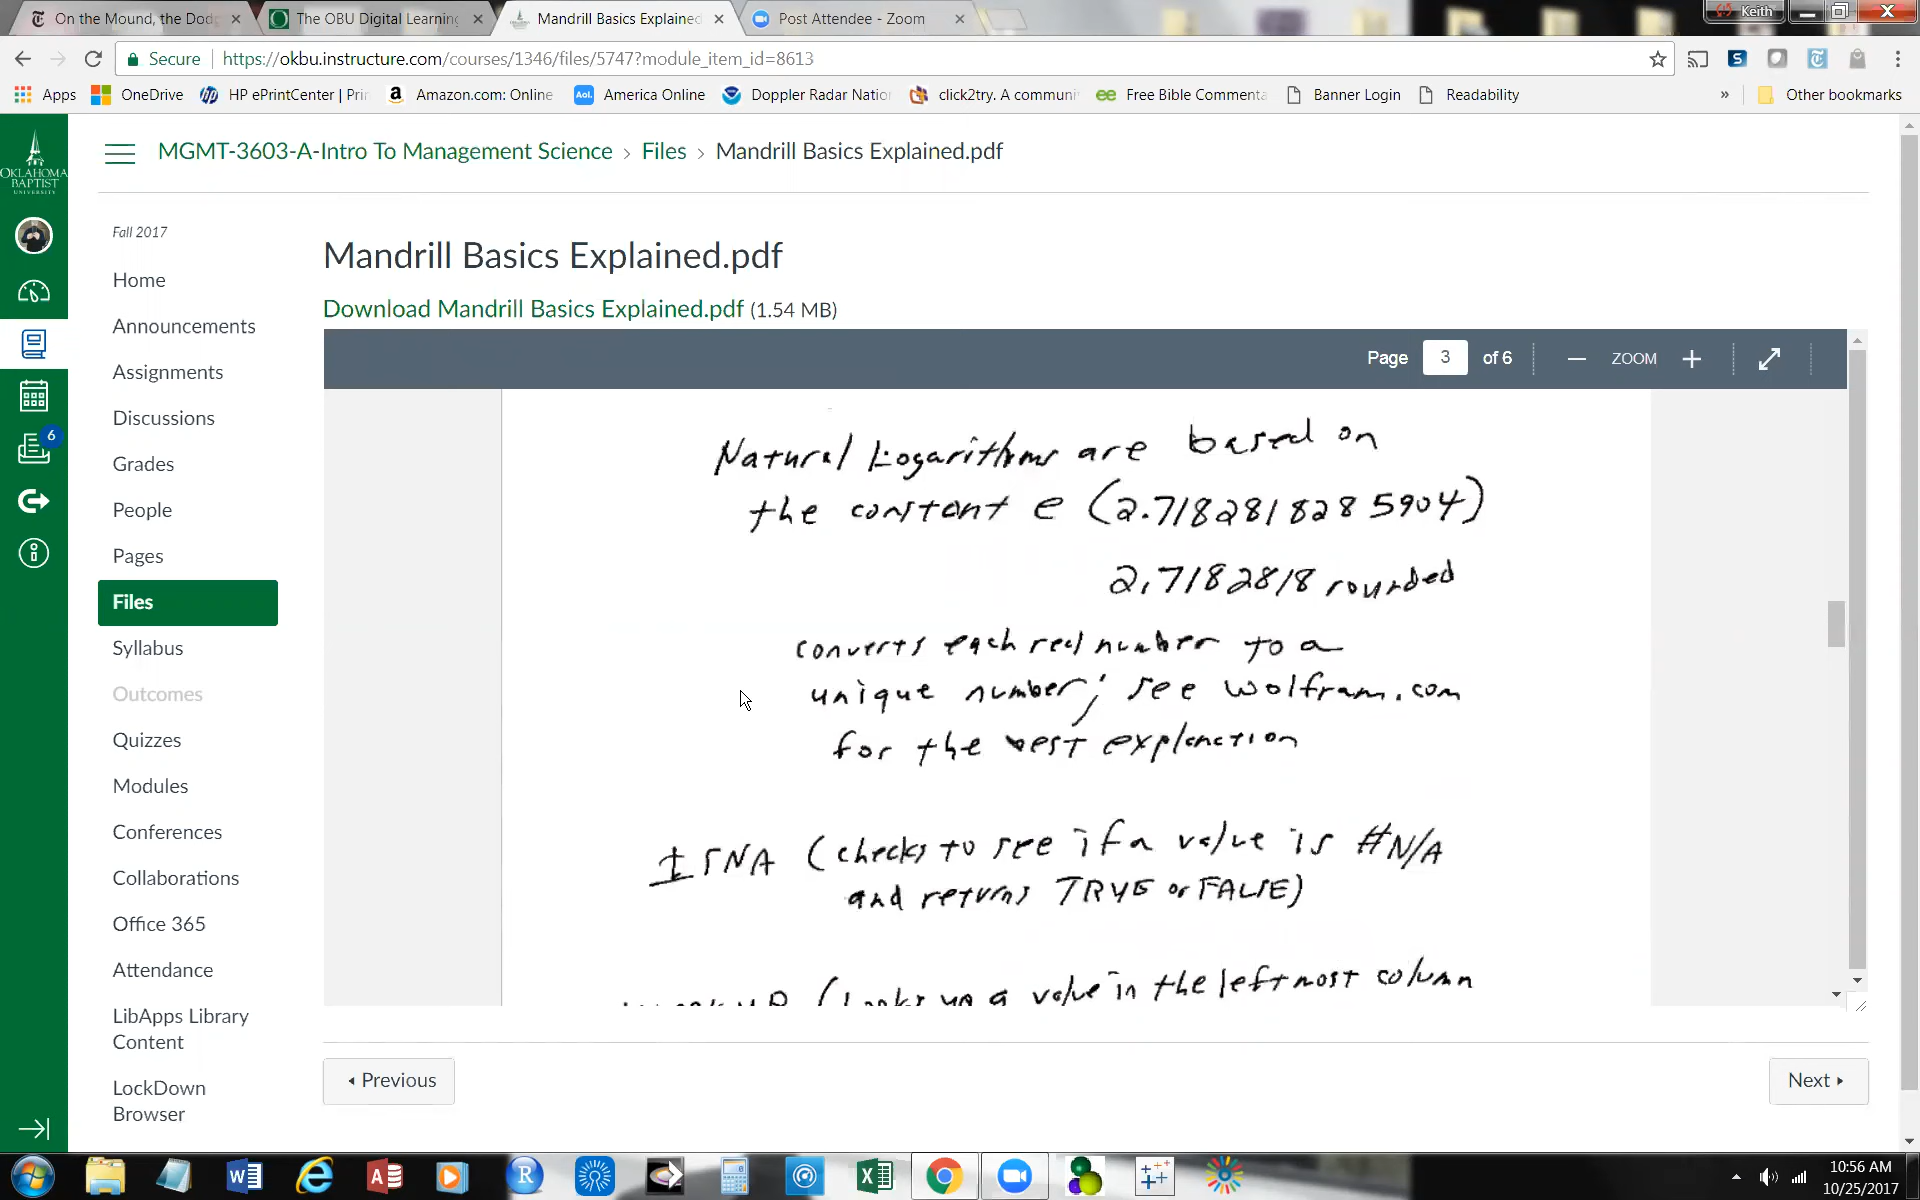 On the Mound, the Dodg
The OBU Digital Learning
Mandrill Basics Explained
Post Attendee - Zoom
Keith
Secure
https://okbu.instructure.com/courses/1346/files/5747?module_item_id=8613
Apps
OneDrive
HP ePrintCenter | Prin
Amazon.com: Online
America Online
Doppler Radar Nation
click2try. A communi
Free Bible Commenta
Banner Login
Readability
»
Other bookmarks
OKLAHOMA
BAPTIST
UNIVERSITY
MGMT-3603-A-Intro To Management Science › Files › Mandrill Basics Explained.pdf
Fall 2017
Home
Announcements
Assignments
Discussions
Grades
People
Pages
Files
Syllabus
Outcomes
Quizzes
Modules
Conferences
Collaborations
Office 365
Attendance
LibApps Library
Content
LockDown
Browser
6
Mandrill Basics Explained.pdf
Download Mandrill Basics Explained.pdf (1.54 MB)
Page 3 of 6 — ZOOM +
Natural Logarithms are based on
the constant e (2.7182818285904)
2.7182818 rounded
converts each real number to a
unique number; see wolfram.com
for the best explanation
ISNA (checks to see if a value is #N/A
and returns TRUE or FALSE)
(Looks up a value in the leftmost column
Previous
Next
10:56 AM
10/25/2017